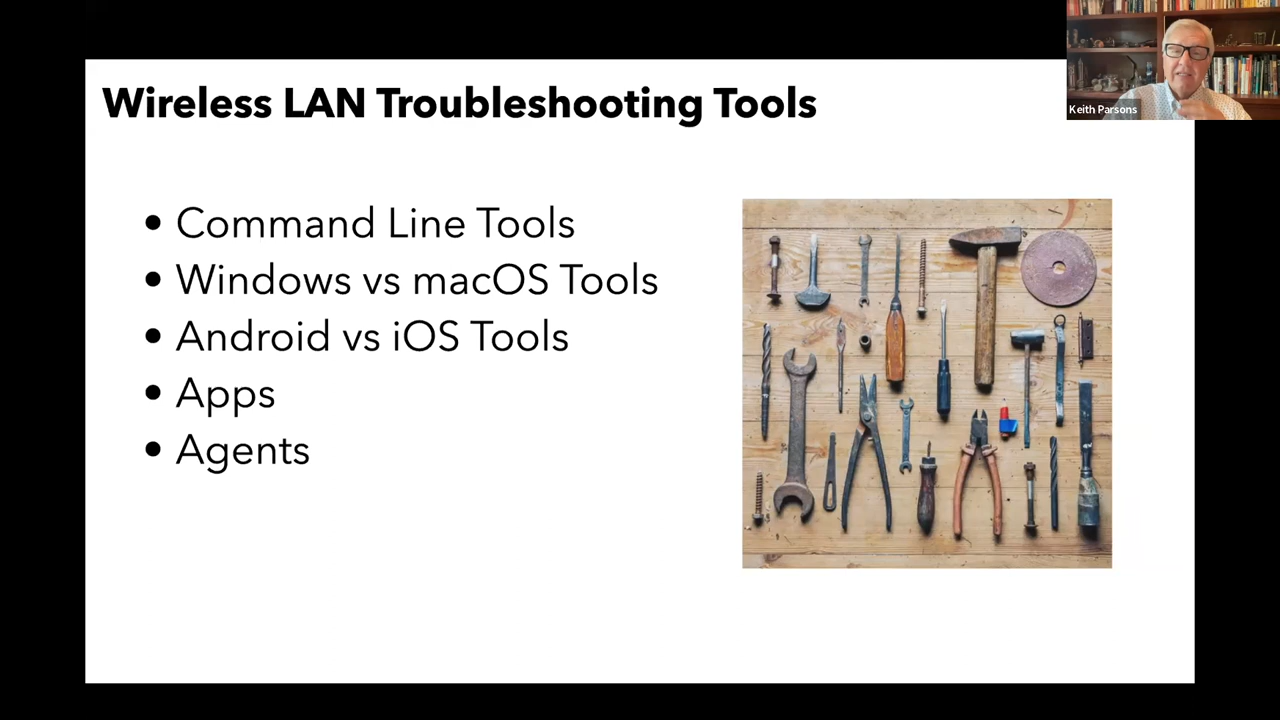 Wireless LAN Troubleshooting Tools
• Command Line Tools
• Windows vs macOS Tools
• Android vs iOS Tools
• Apps
• Agents
Keith Parsons